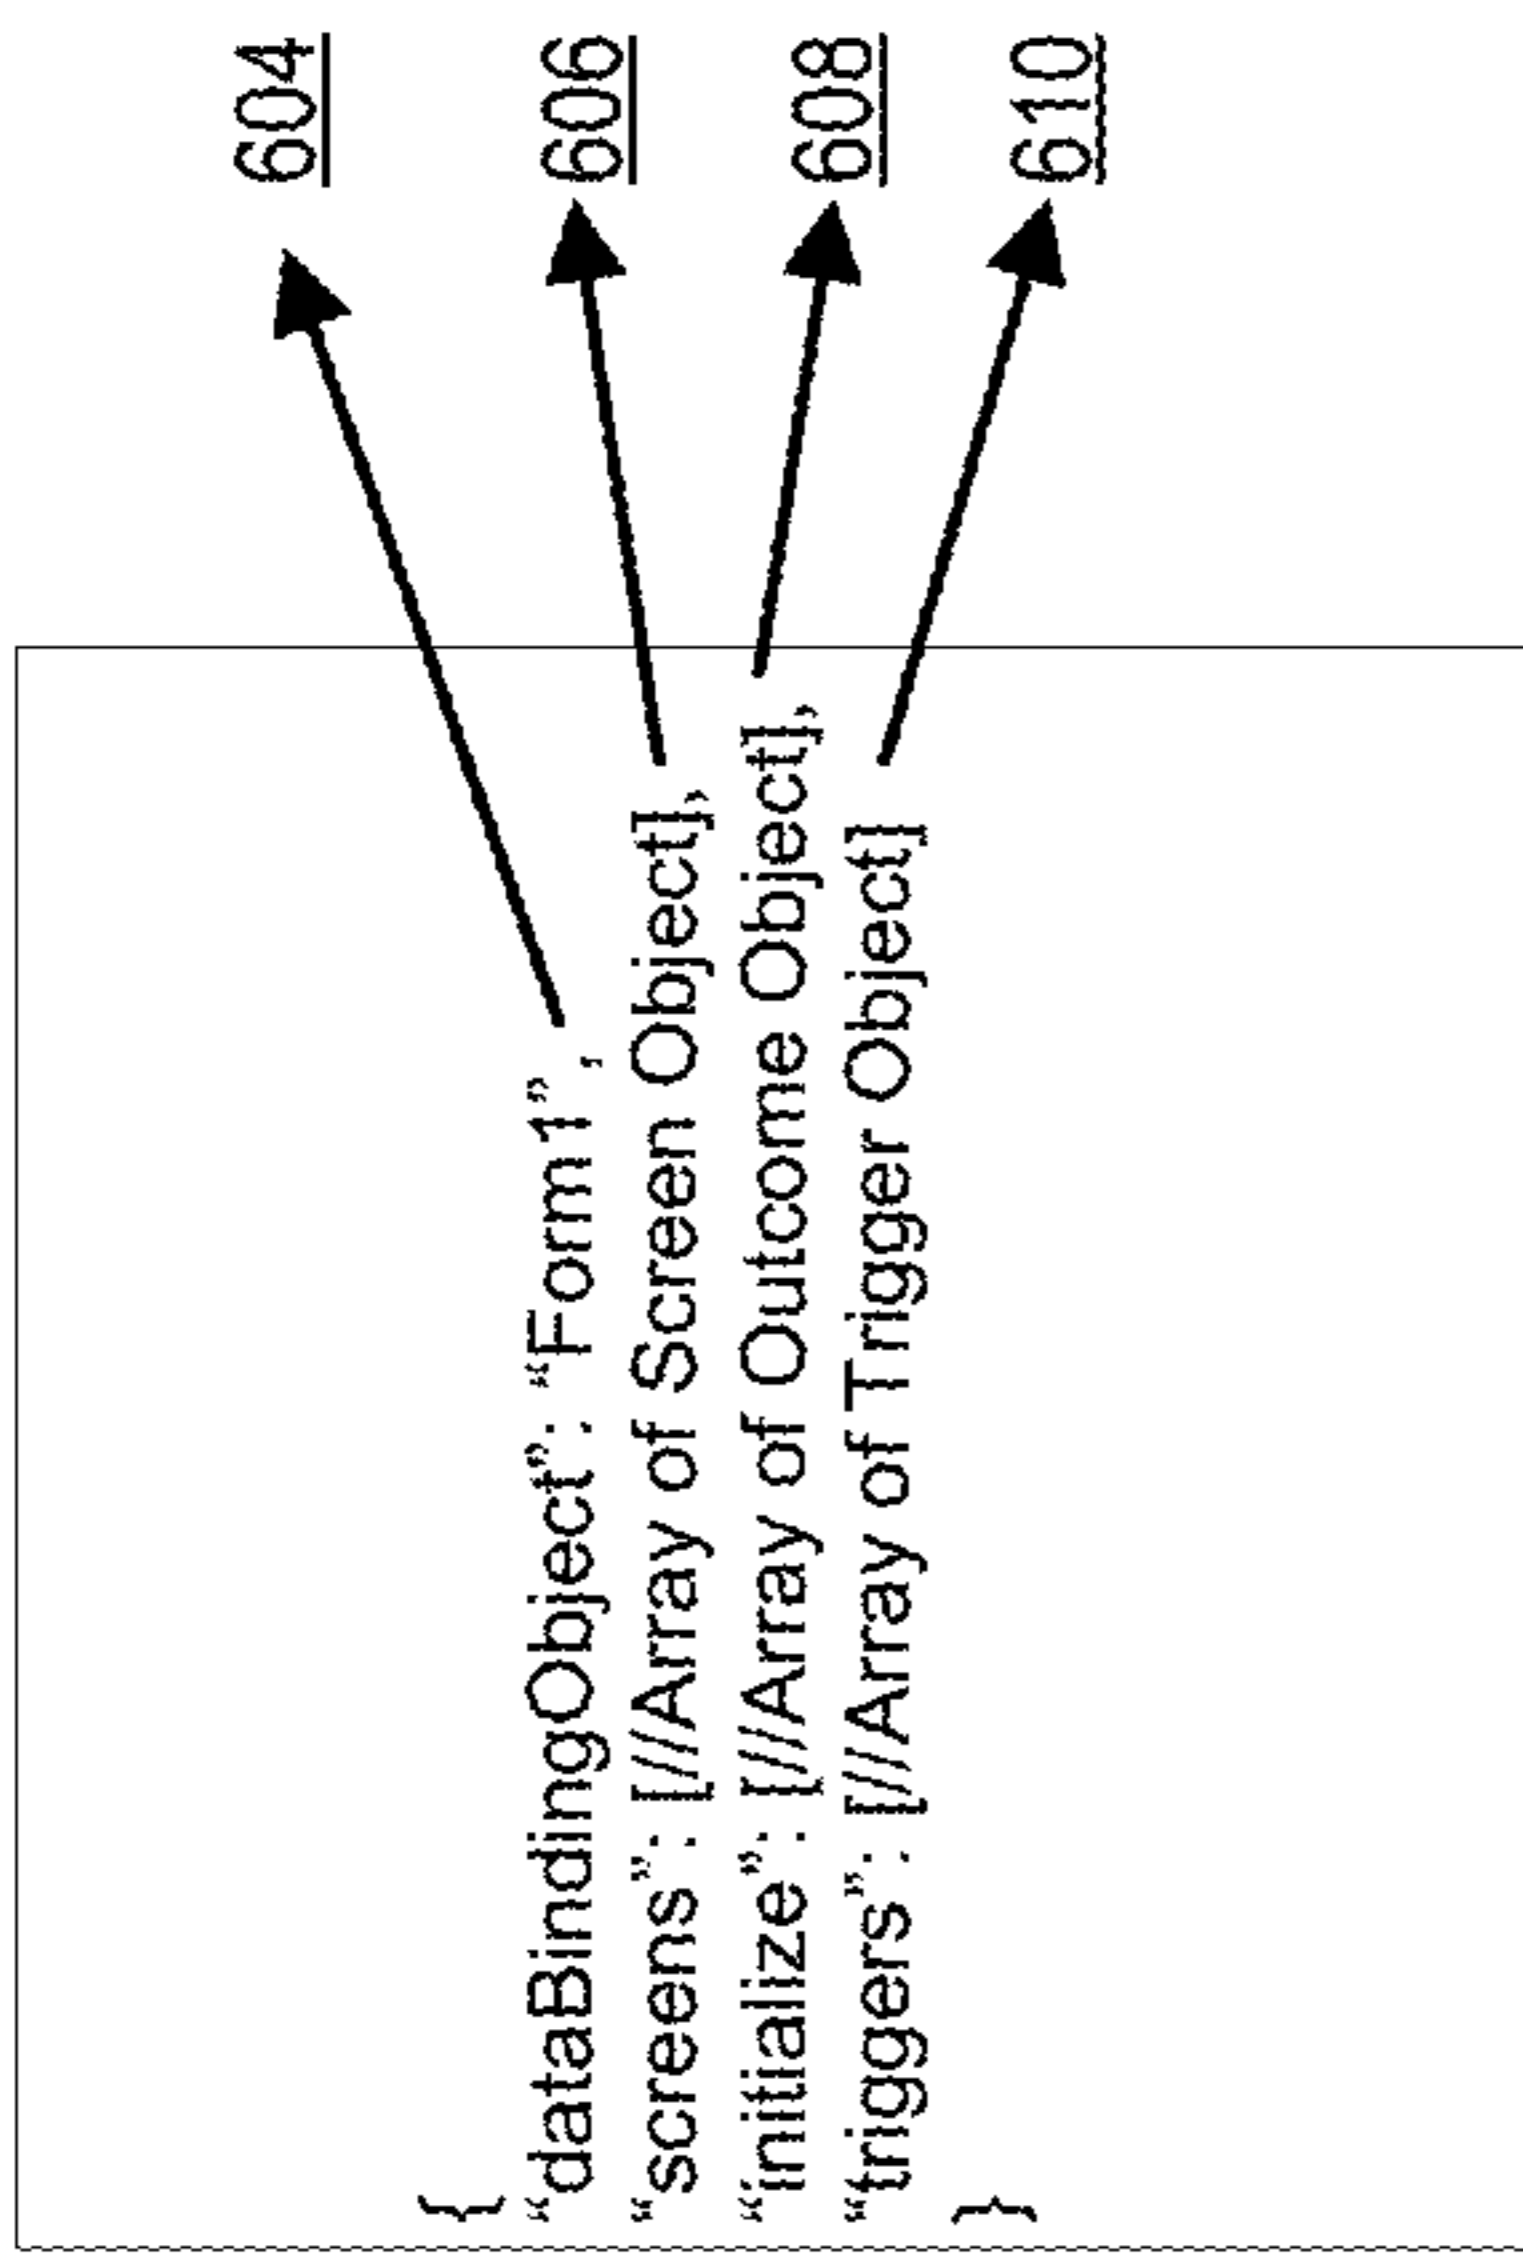 {
“dataBindingObject”: “Form1”, 604
“screens”: [//Array of Screen Object], 606
“initialize”: [//Array of Outcome Object], 608
“triggers”: [//Array of Trigger Object] 610
}